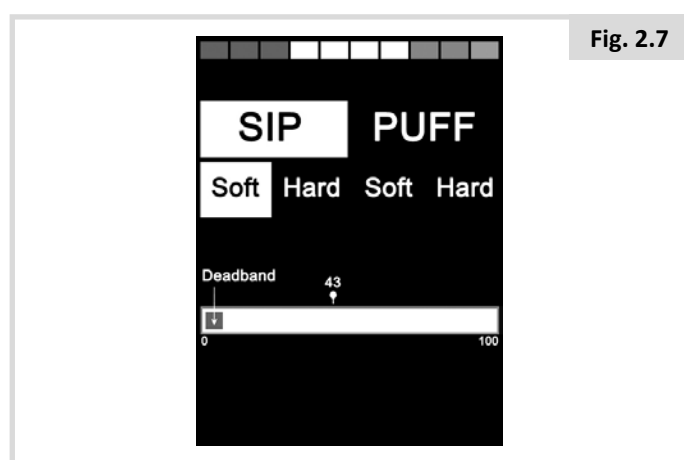 Fig. 2.7
SIP PUFF
Soft Hard Soft Hard
Deadband
43
0 100